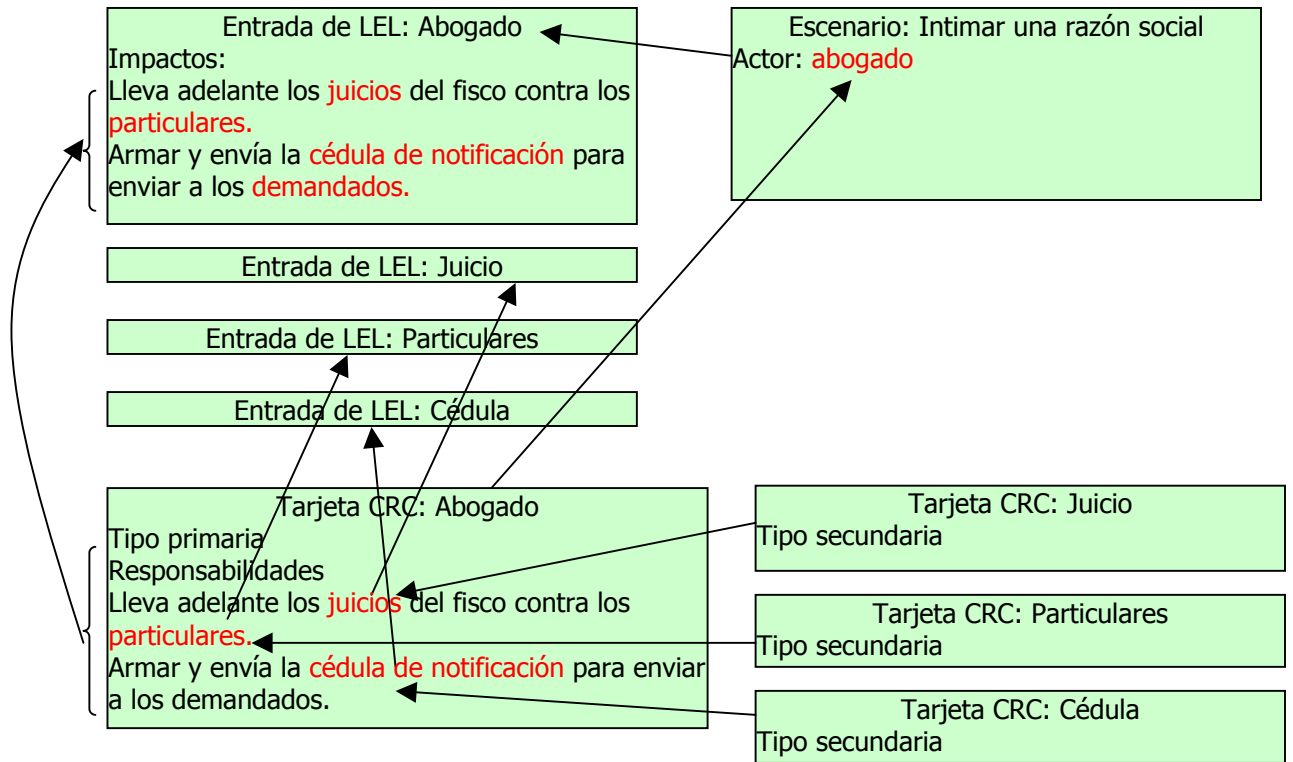 Entrada de LEL: Abogado
Impactos:
Lleva adelante los juicios del fisco contra los
particulares.
Armar y envía la cédula de notificación para
enviar a los demandados.
Escenario: Intimar una razón social
Actor: abogado
Entrada de LEL: Juicio
Entrada de LEL: Particulares
Entrada de LEL: Cédula
Tarjeta CRC: Abogado
Tipo primaria
Responsabilidades
Lleva adelante los juicios del fisco contra los
particulares.
Armar y envía la cédula de notificación para enviar
a los demandados.
Tarjeta CRC: Juicio
Tipo secundaria
Tarjeta CRC: Particulares
Tipo secundaria
Tarjeta CRC: Cédula
Tipo secundaria